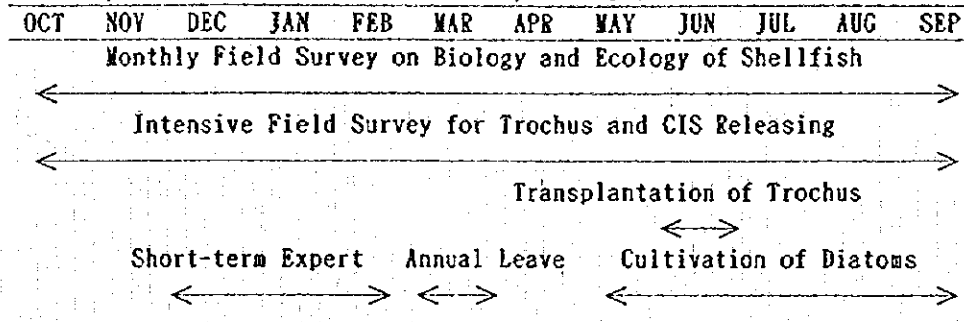 OCT NOV DEC JAN FEB MAR APR MAY JUN JUL AUG SEP
Monthly Field Survey on Biology and Ecology of Shellfish
Intensive Field Survey for Trochus and CIS Releasing
Transplantation of Trochus
Short-term Expert Annual Leave Cultivation of Diatoms